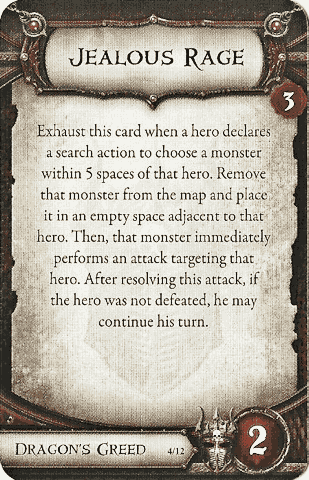 Jealous Rage
3
Exhaust this card when a hero declares
a search action to choose a monster
within 5 spaces of that hero. Remove
that monster from the map and place
it in an empty space adjacent to that
hero. Then, that monster immediately
performs an attack targeting that
hero. After resolving this attack, if
the hero was not defeated, he may
continue his turn.
Dragon's Greed 4/12 2